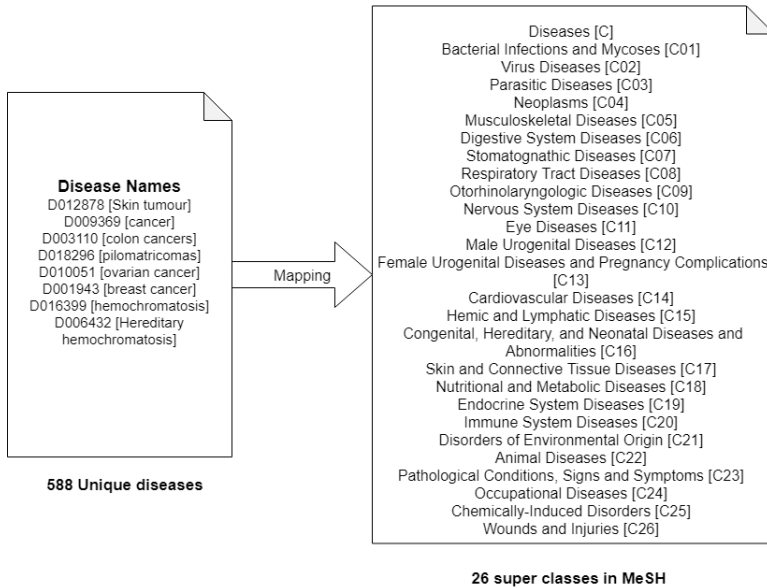 Disease Names
D012878 [Skin tumour]
D009369 [cancer]
D003110 [colon cancers]
D018296 [pilomatricomas]
D010051 [ovarian cancer]
D001943 [breast cancer]
D016399 [hemochromatosis]
D006432 [Hereditary
hemochromatosis]
588 Unique diseases
Mapping
Diseases [C]
Bacterial Infections and Mycoses [C01]
Virus Diseases [C02]
Parasitic Diseases [C03]
Neoplasms [C04]
Musculoskeletal Diseases [C05]
Digestive System Diseases [C06]
Stomatognathic Diseases [C07]
Respiratory Tract Diseases [C08]
Otorhinolaryngologic Diseases [C09]
Nervous System Diseases [C10]
Eye Diseases [C11]
Male Urogenital Diseases [C12]
Female Urogenital Diseases and Pregnancy Complications
[C13]
Cardiovascular Diseases [C14]
Hemic and Lymphatic Diseases [C15]
Congenital, Hereditary, and Neonatal Diseases and
Abnormalities [C16]
Skin and Connective Tissue Diseases [C17]
Nutritional and Metabolic Diseases [C18]
Endocrine System Diseases [C19]
Immune System Diseases [C20]
Disorders of Environmental Origin [C21]
Animal Diseases [C22]
Pathological Conditions, Signs and Symptoms [C23]
Occupational Diseases [C24]
Chemically-Induced Disorders [C25]
Wounds and Injuries [C26]
26 super classes in MeSH